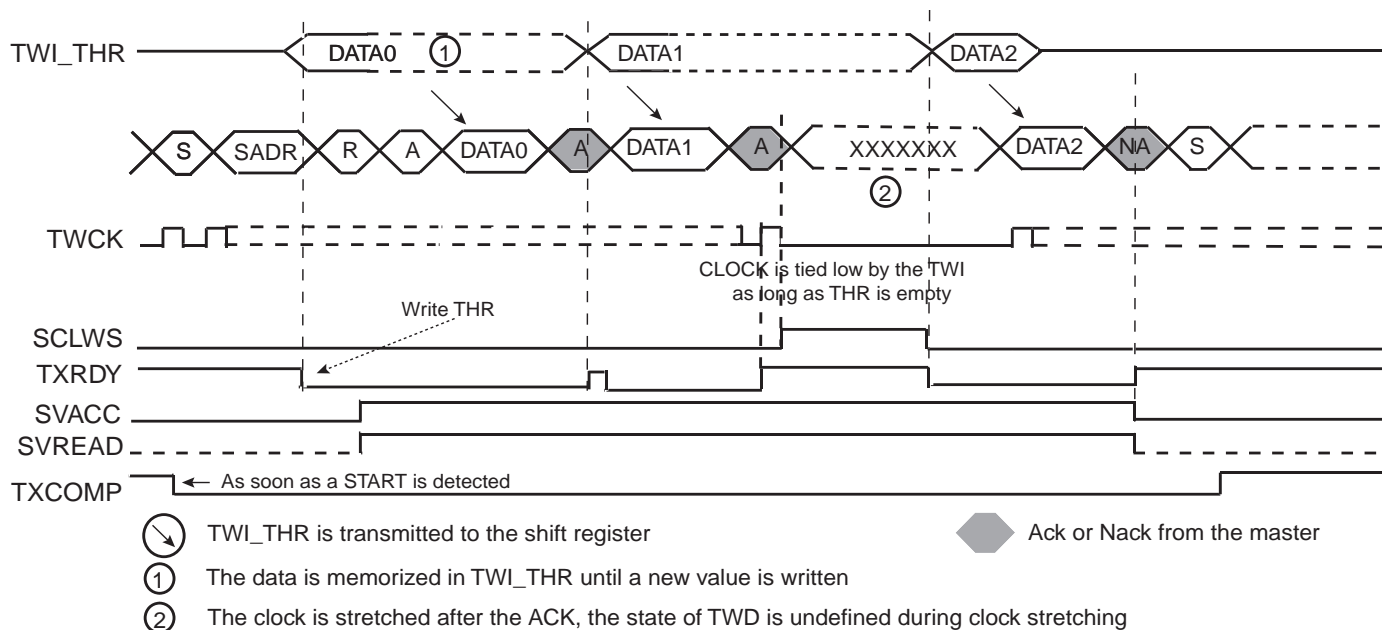 TWI_THR DATA0 1 DATA1 DATA2
S SADR R A DATA0 A DATA1 A XXXXXXX DATA2 NA S
2
TWCK
CLOCK is tied low by the TWI
as long as THR is empty
Write THR
SCLWS
TXRDY
SVACC
SVREAD
TXCOMP As soon as a START is detected
TWI_THR is transmitted to the shift register Ack or Nack from the master
1 The data is memorized in TWI_THR until a new value is written
2 The clock is stretched after the ACK, the state of TWD is undefined during clock stretching